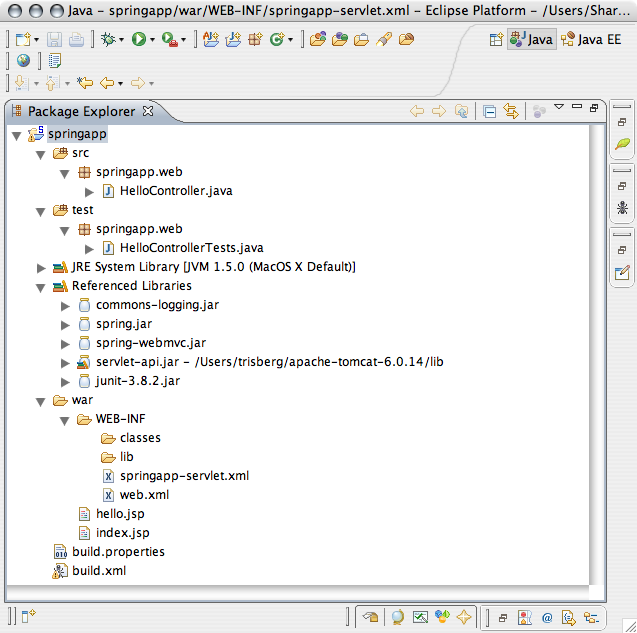 Java – springapp/war/WEB-INF/springapp-servlet.xml – Eclipse Platform – /Users/Shar...
Java
Java EE
Package Explorer
springapp
src
springapp.web
HelloController.java
test
springapp.web
HelloControllerTests.java
JRE System Library [JVM 1.5.0 (MacOS X Default)]
Referenced Libraries
commons-logging.jar
spring.jar
spring-webmvc.jar
servlet-api.jar – /Users/trisberg/apache-tomcat-6.0.14/lib
junit-3.8.2.jar
war
WEB-INF
classes
lib
springapp-servlet.xml
web.xml
hello.jsp
index.jsp
build.properties
build.xml